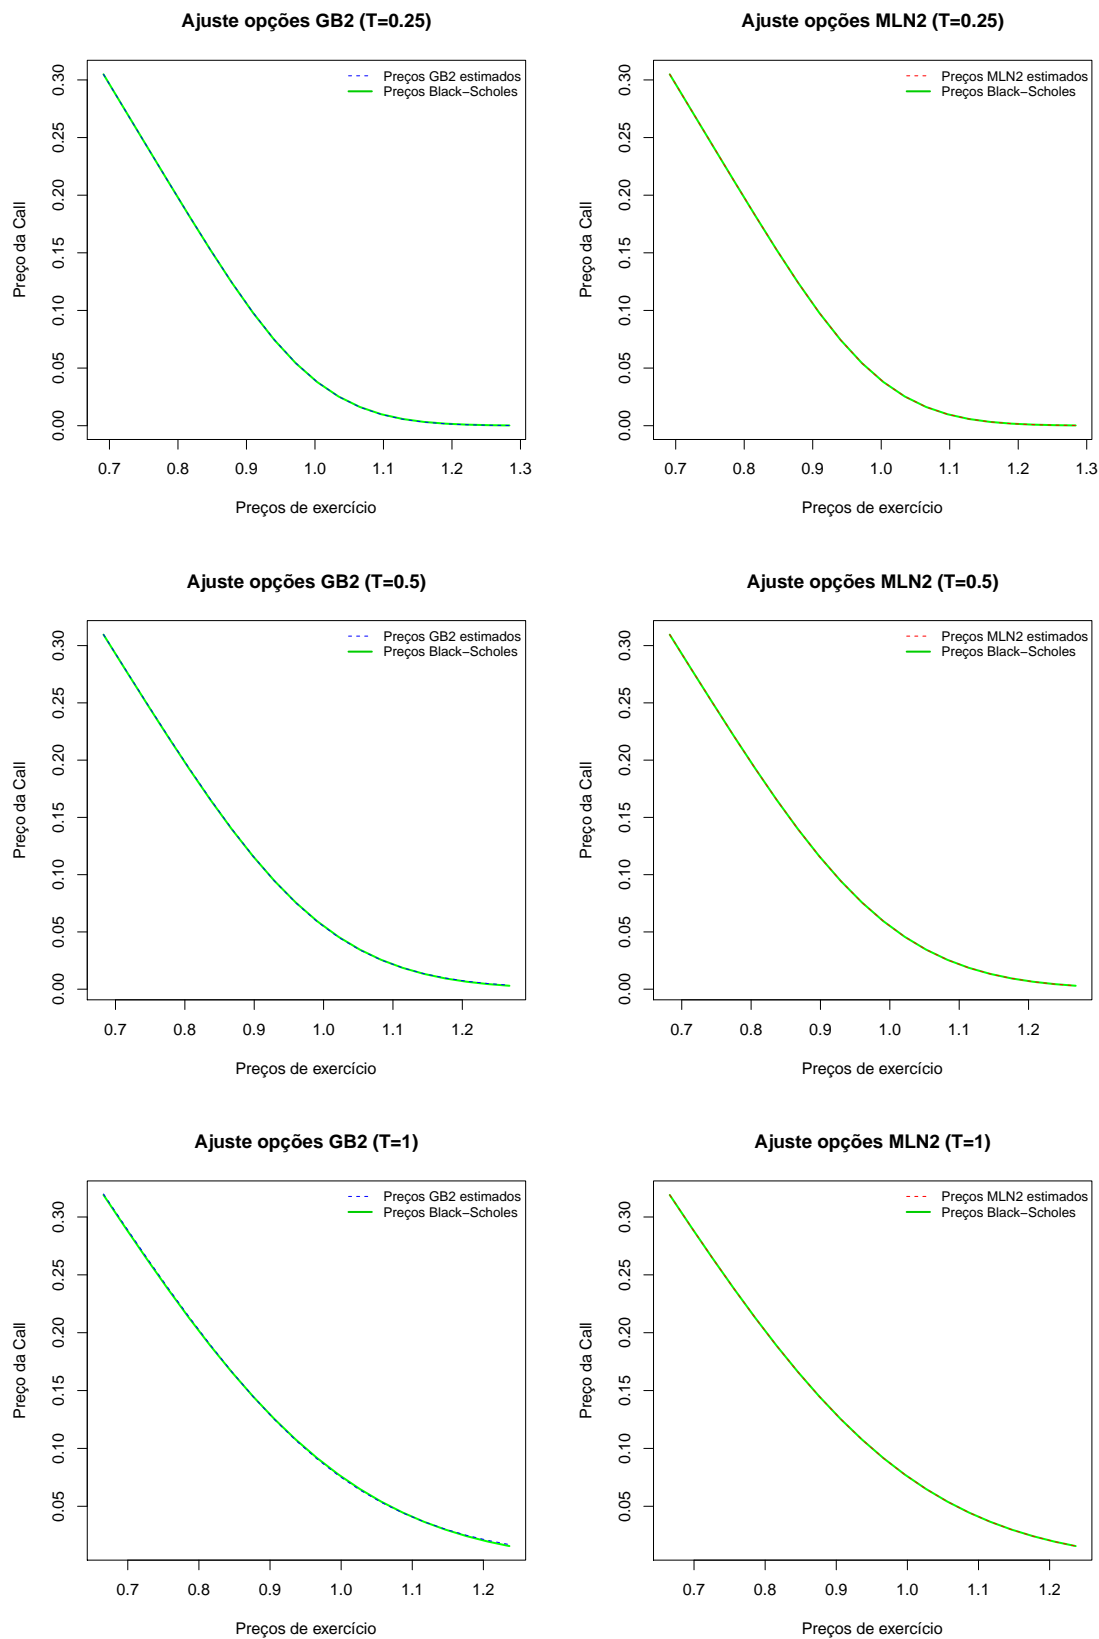 Ajuste opções GB2 (T=0.25)
Preços GB2 estimados
Preços Black−Scholes
Preço da Call
0.00 0.05 0.10 0.15 0.20 0.25 0.30
0.7 0.8 0.9 1.0 1.1 1.2 1.3
Preços de exercício
Ajuste opções MLN2 (T=0.25)
Preços MLN2 estimados
Preços Black−Scholes
Preço da Call
0.00 0.05 0.10 0.15 0.20 0.25 0.30
0.7 0.8 0.9 1.0 1.1 1.2 1.3
Preços de exercício
Ajuste opções GB2 (T=0.5)
Preços GB2 estimados
Preços Black−Scholes
Preço da Call
0.00 0.05 0.10 0.15 0.20 0.25 0.30
0.7 0.8 0.9 1.0 1.1 1.2
Preços de exercício
Ajuste opções MLN2 (T=0.5)
Preços MLN2 estimados
Preços Black−Scholes
Preço da Call
0.00 0.05 0.10 0.15 0.20 0.25 0.30
0.7 0.8 0.9 1.0 1.1 1.2
Preços de exercício
Ajuste opções GB2 (T=1)
Preços GB2 estimados
Preços Black−Scholes
Preço da Call
0.05 0.10 0.15 0.20 0.25 0.30
0.7 0.8 0.9 1.0 1.1 1.2
Preços de exercício
Ajuste opções MLN2 (T=1)
Preços MLN2 estimados
Preços Black−Scholes
Preço da Call
0.05 0.10 0.15 0.20 0.25 0.30
0.7 0.8 0.9 1.0 1.1 1.2
Preços de exercício